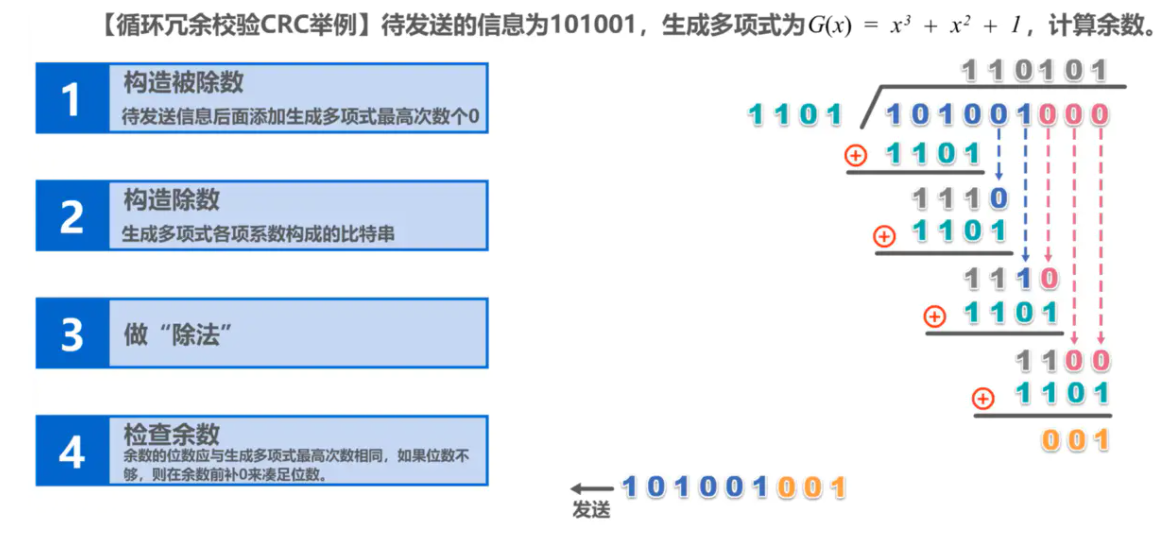 【循环冗余校验CRC举例】待发送的信息为101001，生成多项式为G(x) = x³ + x² + 1，计算余数。
1
构造被除数
待发送信息后面添加生成多项式最高次数个0
2
构造除数
生成多项式各项系数构成的比特串
3
做“除法”
4
检查余数
余数的位数应与生成多项式最高次数相同，如果位数不
够，则在余数前补0来凑足位数。
110101
1101 101001000
⊕ 1101
1110
⊕ 1101
1110
⊕ 1101
1100
⊕ 1101
001
101001001
发送